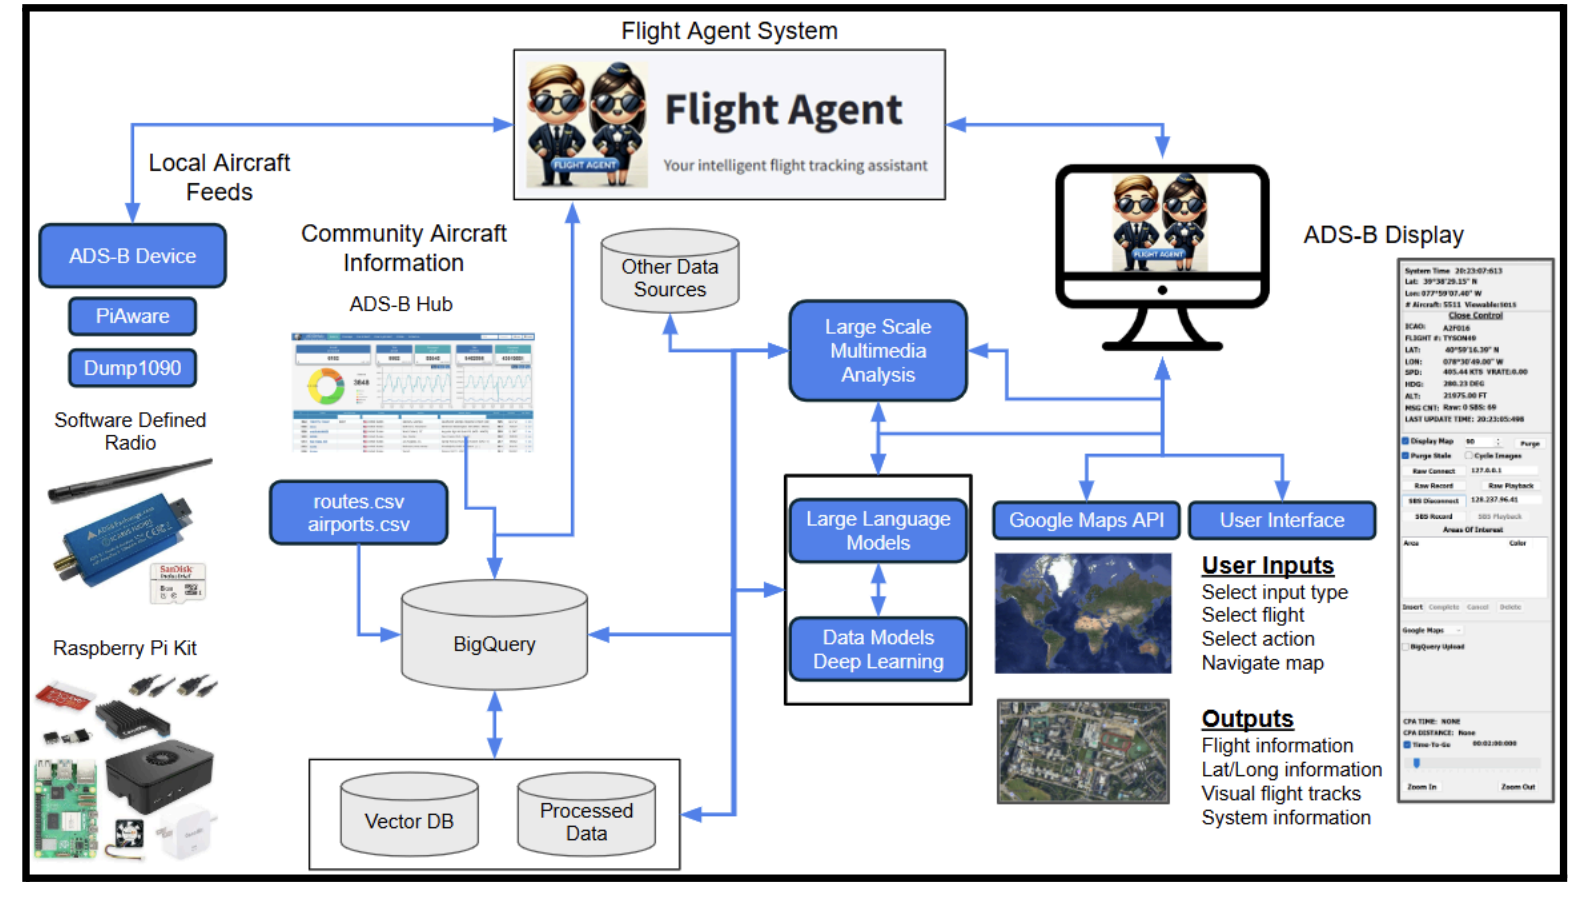 Flight Agent System
Flight Agent
Your intelligent flight tracking assistant
FLIGHT AGENT
Local Aircraft
Feeds
ADS-B Device
PiAware
Dump1090
Software Defined
Radio
SanDisk
Raspberry Pi Kit
Community Aircraft
Information
ADS-B Hub
3848
routes.csv
airports.csv
BigQuery
Vector DB
Processed
Data
Other Data
Sources
Large Scale
Multimedia
Analysis
Large Language
Models
Data Models
Deep Learning
FLIGHT AGENT
Google Maps API
User Interface
User Inputs
Select input type
Select flight
Select action
Navigate map
Outputs
Flight information
Lat/Long information
Visual flight tracks
System information
ADS-B Display
System Time 20:23:07:613
Lat: 39°38'29.15" N
Lon: 077°59'07.40" W
# Aircraft: 5511 Viewable:5015
Close Control
ICAO: A2F016
FLIGHT #: TYSON49
LAT: 40°59'16.39" N
LON: 078°30'49.00" W
SPD: 405.44 KTS VRATE:0.00
HDG: 280.23 DEG
ALT: 21975.00 FT
MSG CNT: Raw: 0 SBS: 69
LAST UPDATE TIME: 20:23:05:498
Display Map 90 Purge
Purge Stale Cycle Images
Raw Connect 127.0.0.1
Raw Record Raw Playback
SBS Disconnect 128.237.96.41
SBS Record SBS Playback
Areas Of Interest
Area Color
Insert Complete Cancel Delete
Google Maps
BigQuery Upload
CPA TIME: NONE
CPA DISTANCE: None
Time-To-Go 00:02:00:000
Zoom In Zoom Out